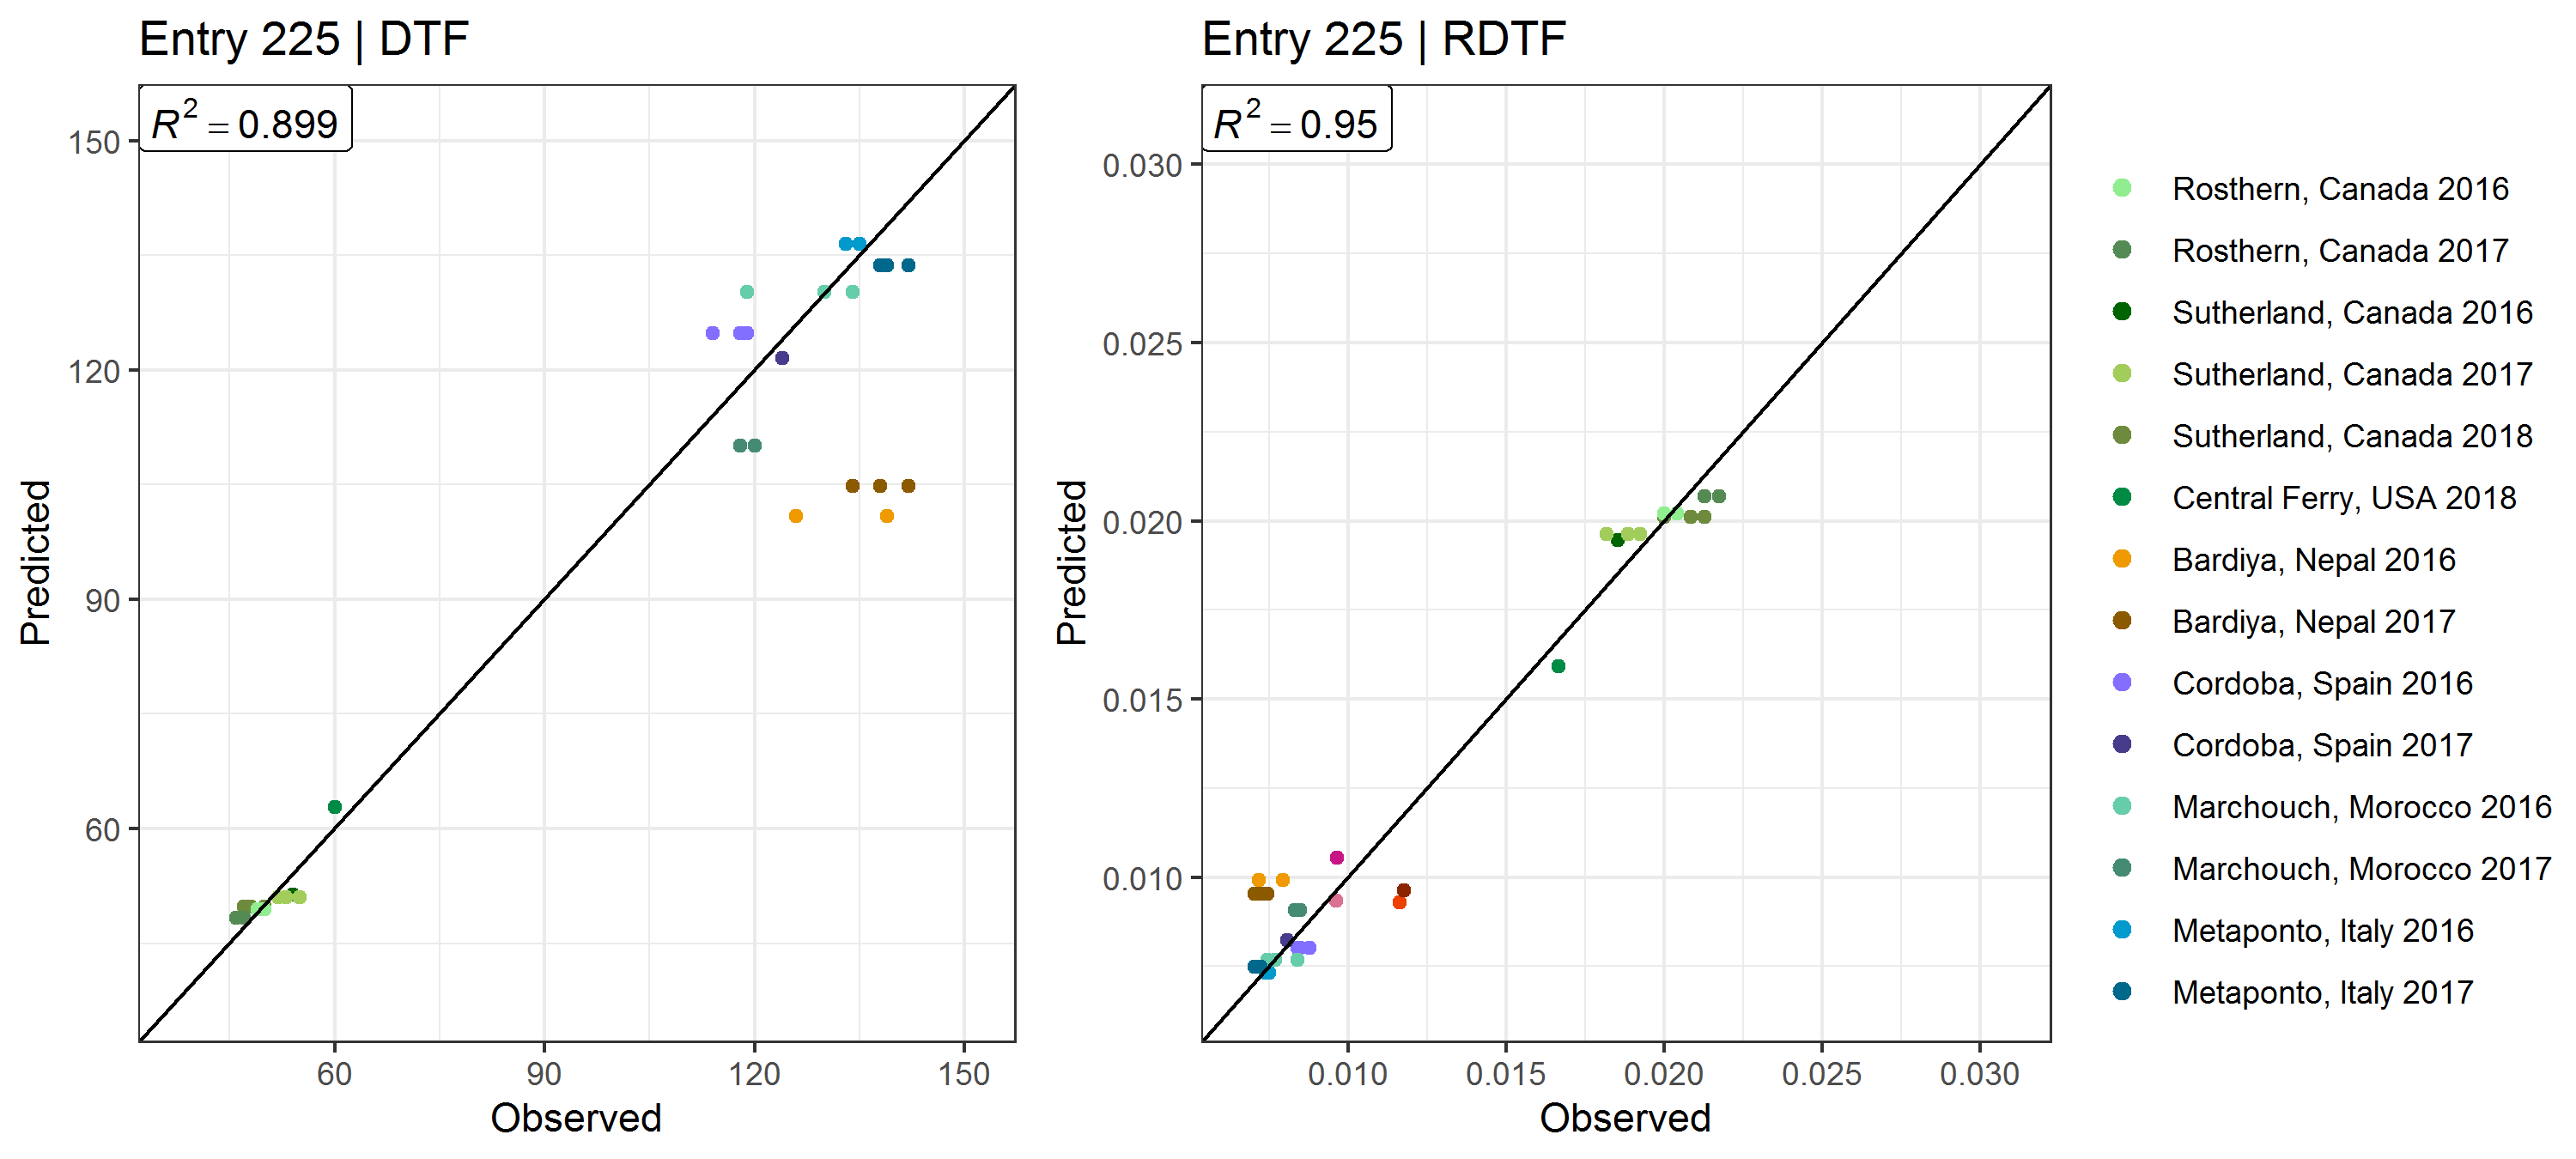 Entry 225 | DTF
R² = 0.899
150
120
90
60
Predicted
60 90 120 150
Observed
Entry 225 | RDTF
R² = 0.95
0.030
0.025
0.020
0.015
0.010
Predicted
0.010 0.015 0.020 0.025 0.030
Observed
Rosthern, Canada 2016
Rosthern, Canada 2017
Sutherland, Canada 2016
Sutherland, Canada 2017
Sutherland, Canada 2018
Central Ferry, USA 2018
Bardiya, Nepal 2016
Bardiya, Nepal 2017
Cordoba, Spain 2016
Cordoba, Spain 2017
Marchouch, Morocco 2016
Marchouch, Morocco 2017
Metaponto, Italy 2016
Metaponto, Italy 2017